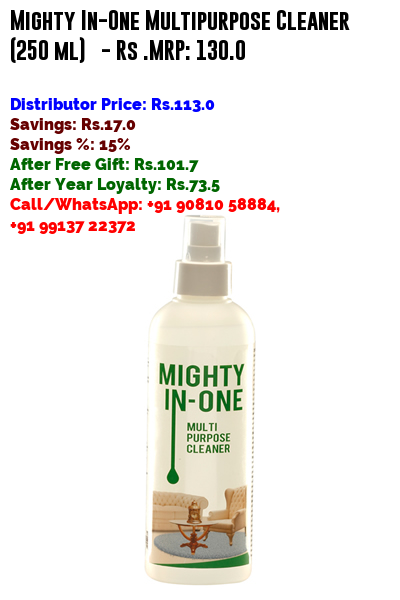 Mighty In-One Multipurpose Cleaner
(250 ml) - Rs .MRP: 130.0
Distributor Price: Rs.113.0
Savings: Rs.17.0
Savings %: 15%
After Free Gift: Rs.101.7
After Year Loyalty: Rs.73.5
Call/WhatsApp: +91 90810 58884,
+91 99137 22372
MIGHTY
IN-ONE
MULTI
PURPOSE
CLEANER